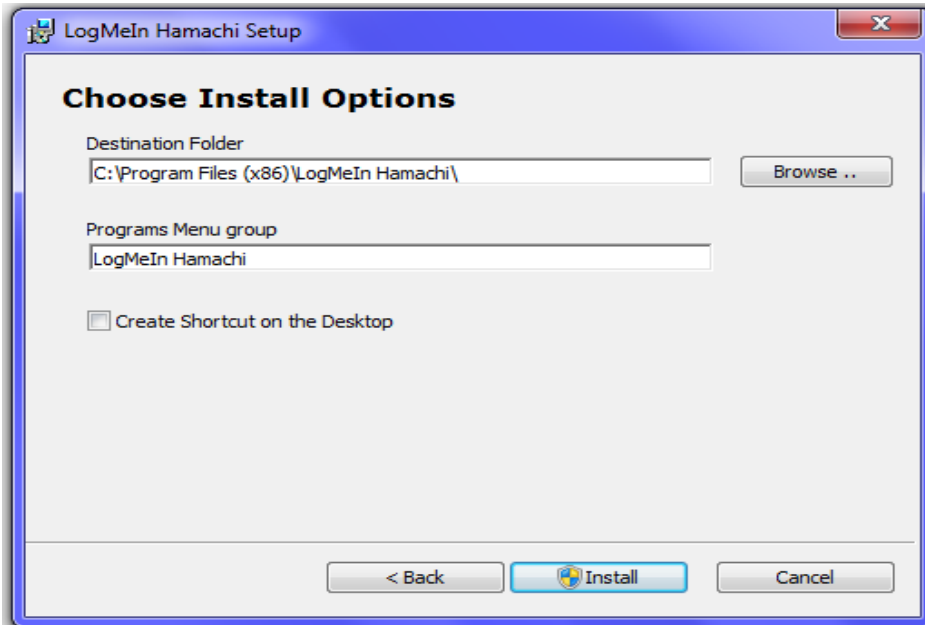 LogMeIn Hamachi Setup
Choose Install Options
Destination Folder
C:\Program Files (x86)\LogMeIn Hamachi\
Browse ..
Programs Menu group
LogMeIn Hamachi
Create Shortcut on the Desktop
< Back
Install
Cancel